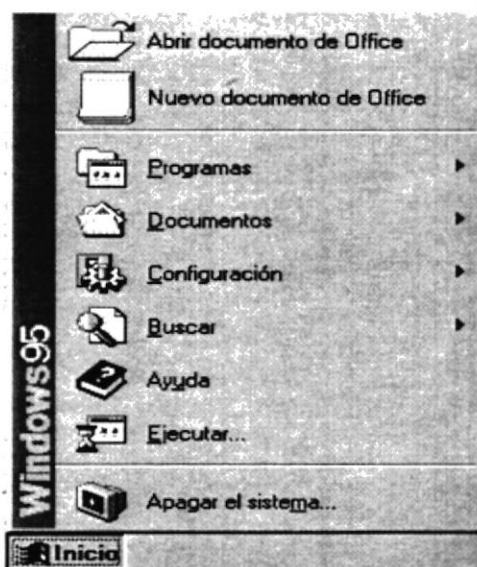 Abrir documento de Office
Nuevo documento de Office
Programas
Documentos
Configuración
Buscar
Ayuda
Ejecutar...
Apagar el sistema...
Windows95
Inicio